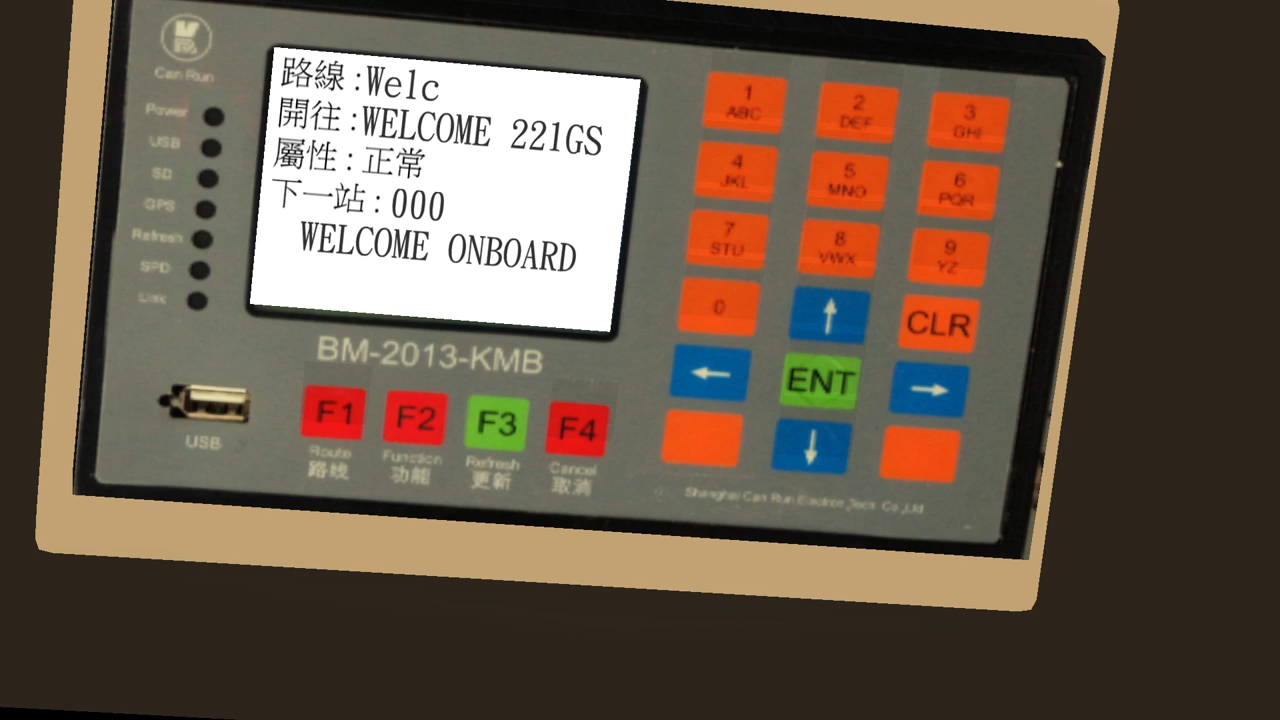 Can Run
Power
USB
SD
GPS
Refresh
SPD
Link
路線:Welc
開往:WELCOME 221GS
屬性:正常
下一站:000
WELCOME ONBOARD
BM-2013-KMB
USB
F1 F2 F3 F4
Route Function Refresh Cancel
路线 功能 更新 取消
1 2 3
ABC DEF GHI
4 5 6
JKL MNO PQR
7 8 9
STU VWX YZ
0 ↑ CLR
← ENT →
↓
Shanghai Can Run Electron,Tech Co.,Ltd